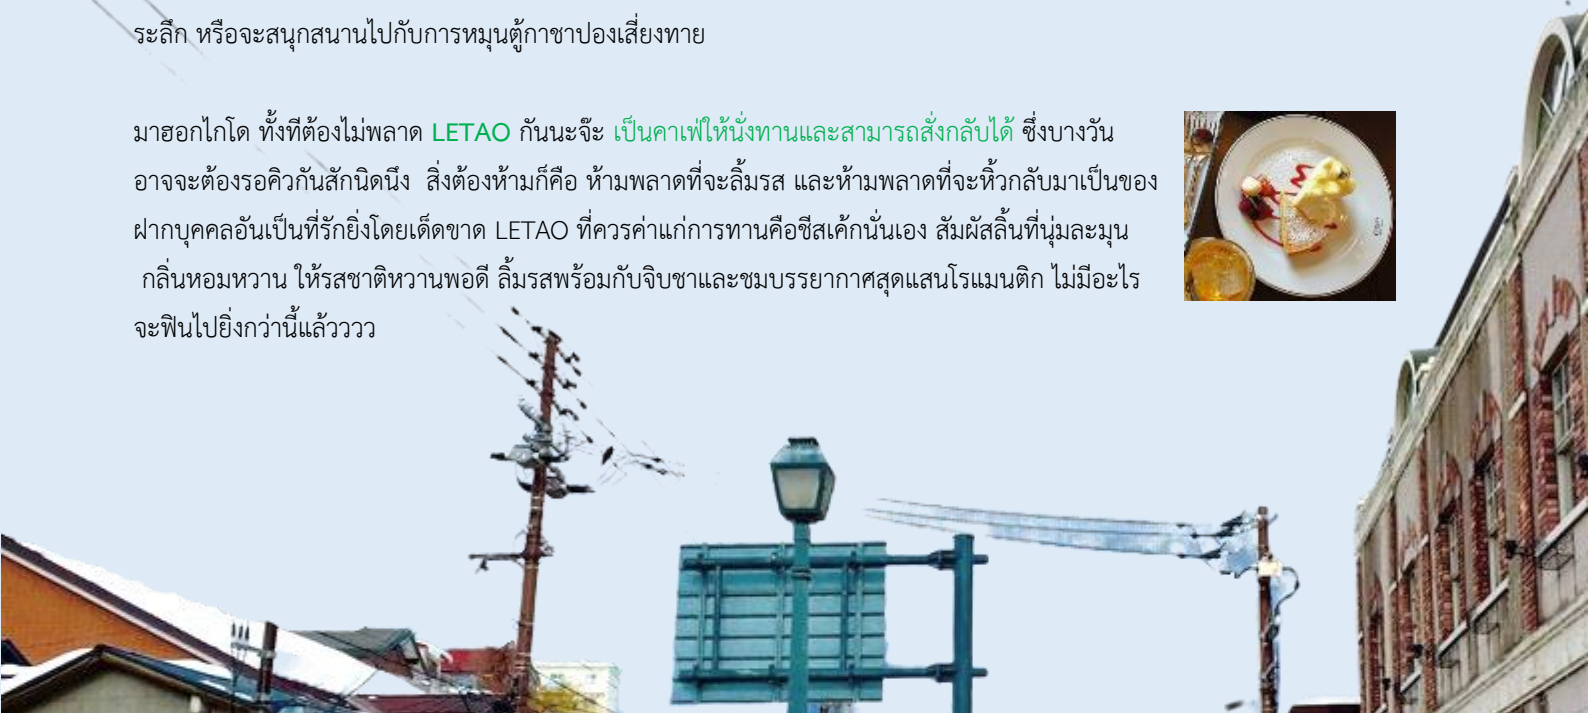 ระลึก หรือจะสนุกสนานไปกับการหมุนตู้กาชาปองเสี่ยงทาย
มาฮอกไกโด ทั้งทีต้องไม่พลาด LETAO กันนะจ๊ะ เป็นคาเฟ่ให้นั่งทานและสามารถสั่งกลับได้ ซึ่งบางวัน
อาจจะต้องรอคิวกันสักนิดนึง สิ่งต้องห้ามก็คือ ห้ามพลาดที่จะลิ้มรส และห้ามพลาดที่จะหิ้วกลับมาเป็นของ
ฝากบุคคลอันเป็นที่รักยิ่งโดยเด็ดขาด LETAO ที่ควรค่าแก่การทานคือชีสเค้กนั่นเอง สัมผัสลิ้นที่นุ่มละมุน
กลิ่นหอมหวาน ให้รสชาติหวานพอดี ลิ้มรสพร้อมกับจิบชาและชมบรรยากาศสุดแสนโรแมนติก ไม่มีอะไร
จะฟินไปยิ่งกว่านี้แล้วววว